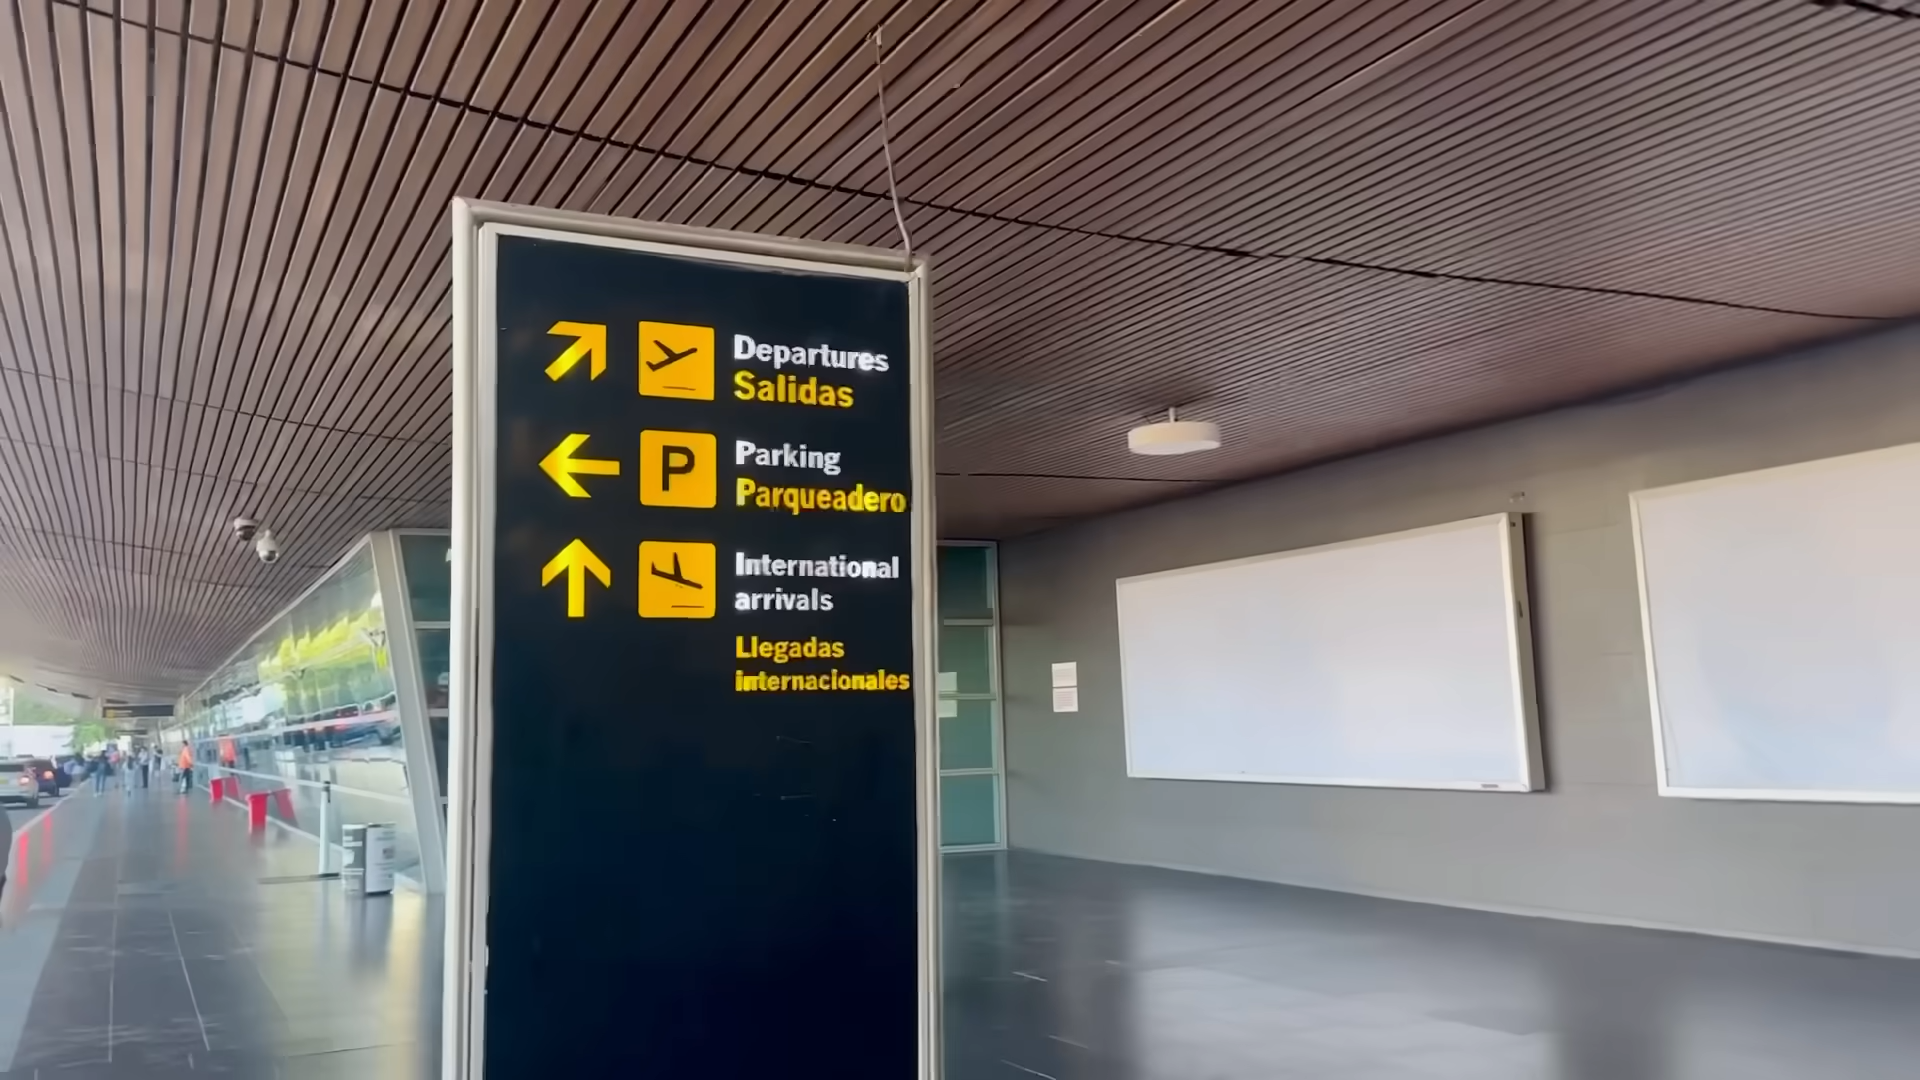 Departures
Salidas
P
Parking
Parqueadero
International
arrivals
Llegadas
internacionales